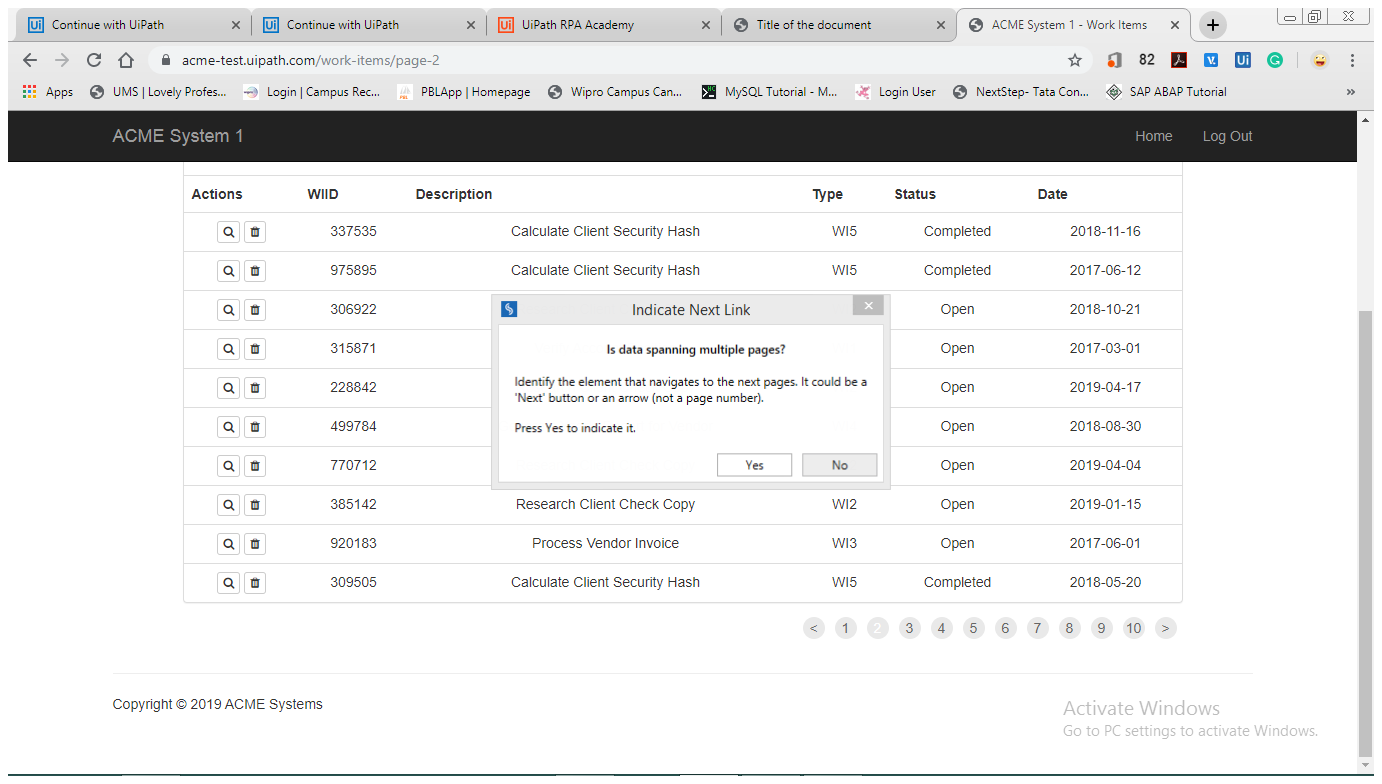 Continue with UiPath Continue with UiPath UiPath RPA Academy Title of the document ACME System 1 - Work Items
acme-test.uipath.com/work-items/page-2 82
Apps UMS | Lovely Profes... Login | Campus Rec... PBLApp | Homepage Wipro Campus Can... MySQL Tutorial - M... Login User NextStep- Tata Con... SAP ABAP Tutorial »
ACME System 1 Home Log Out
Actions WIID Description Type Status Date
337535 Calculate Client Security Hash WI5 Completed 2018-11-16
975895 Calculate Client Security Hash WI5 Completed 2017-06-12
306922 Open 2018-10-21
315871 Open 2017-03-01
228842 Open 2019-04-17
499784 Open 2018-08-30
770712 Open 2019-04-04
385142 Research Client Check Copy WI2 Open 2019-01-15
920183 Process Vendor Invoice WI3 Open 2017-06-01
309505 Calculate Client Security Hash WI5 Completed 2018-05-20
Indicate Next Link
Is data spanning multiple pages?
Identify the element that navigates to the next pages. It could be a
'Next' button or an arrow (not a page number).
Press Yes to indicate it.
Yes No
< 1 2 3 4 5 6 7 8 9 10 >
Copyright © 2019 ACME Systems
Activate Windows
Go to PC settings to activate Windows.